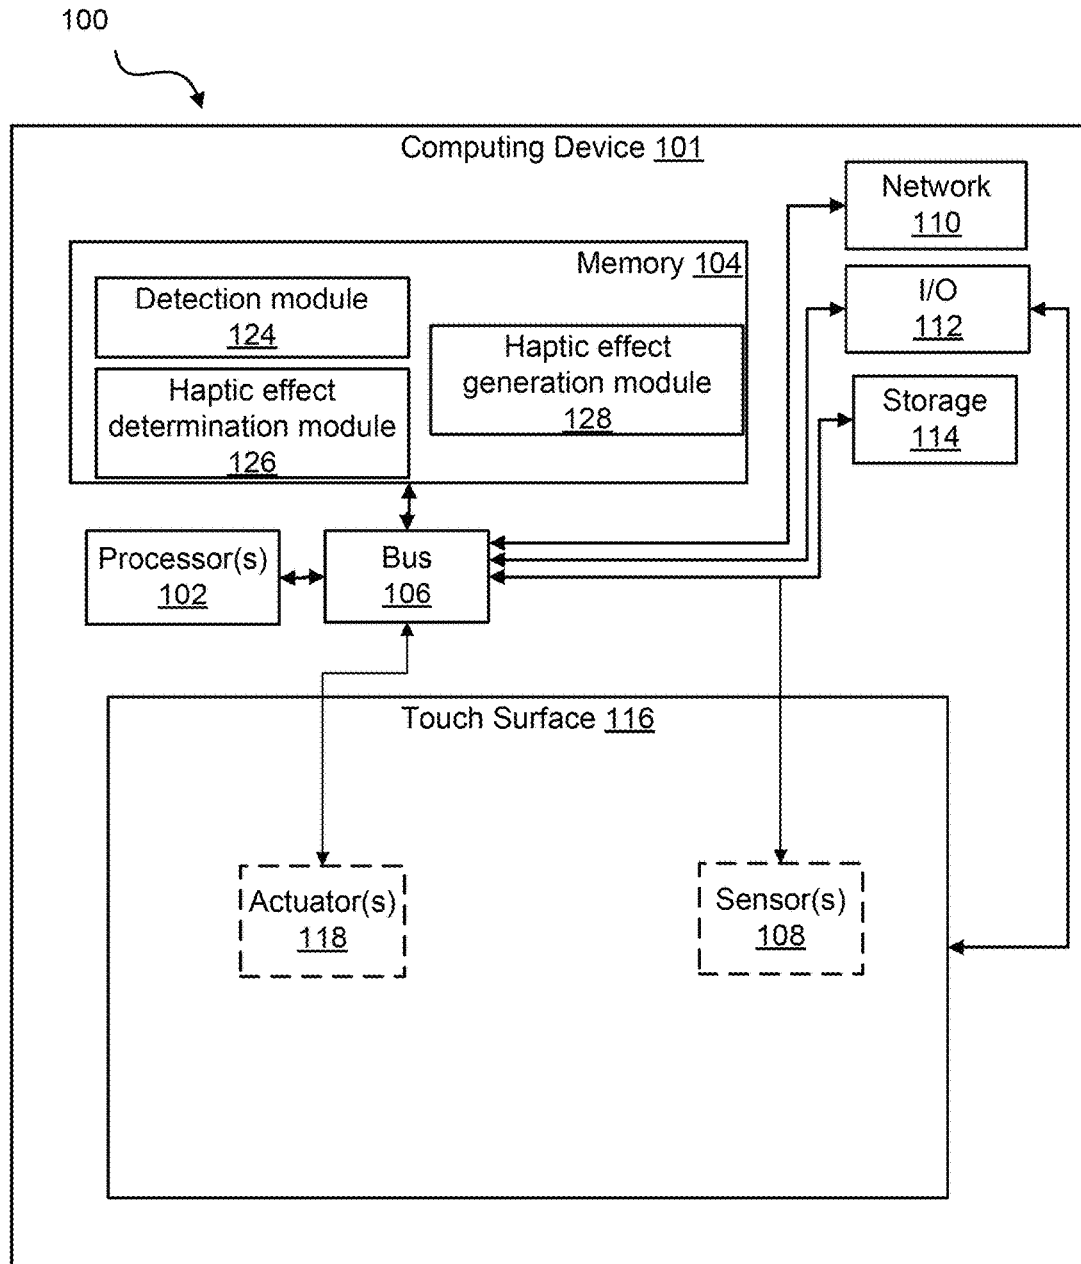 100
Computing Device 101
Network
110
Memory 104
Detection module
124
I/O
112
Haptic effect
generation module
128
Haptic effect
determination module
126
Storage
114
Processor(s)
102
Bus
106
Touch Surface 116
Actuator(s)
118
Sensor(s)
108